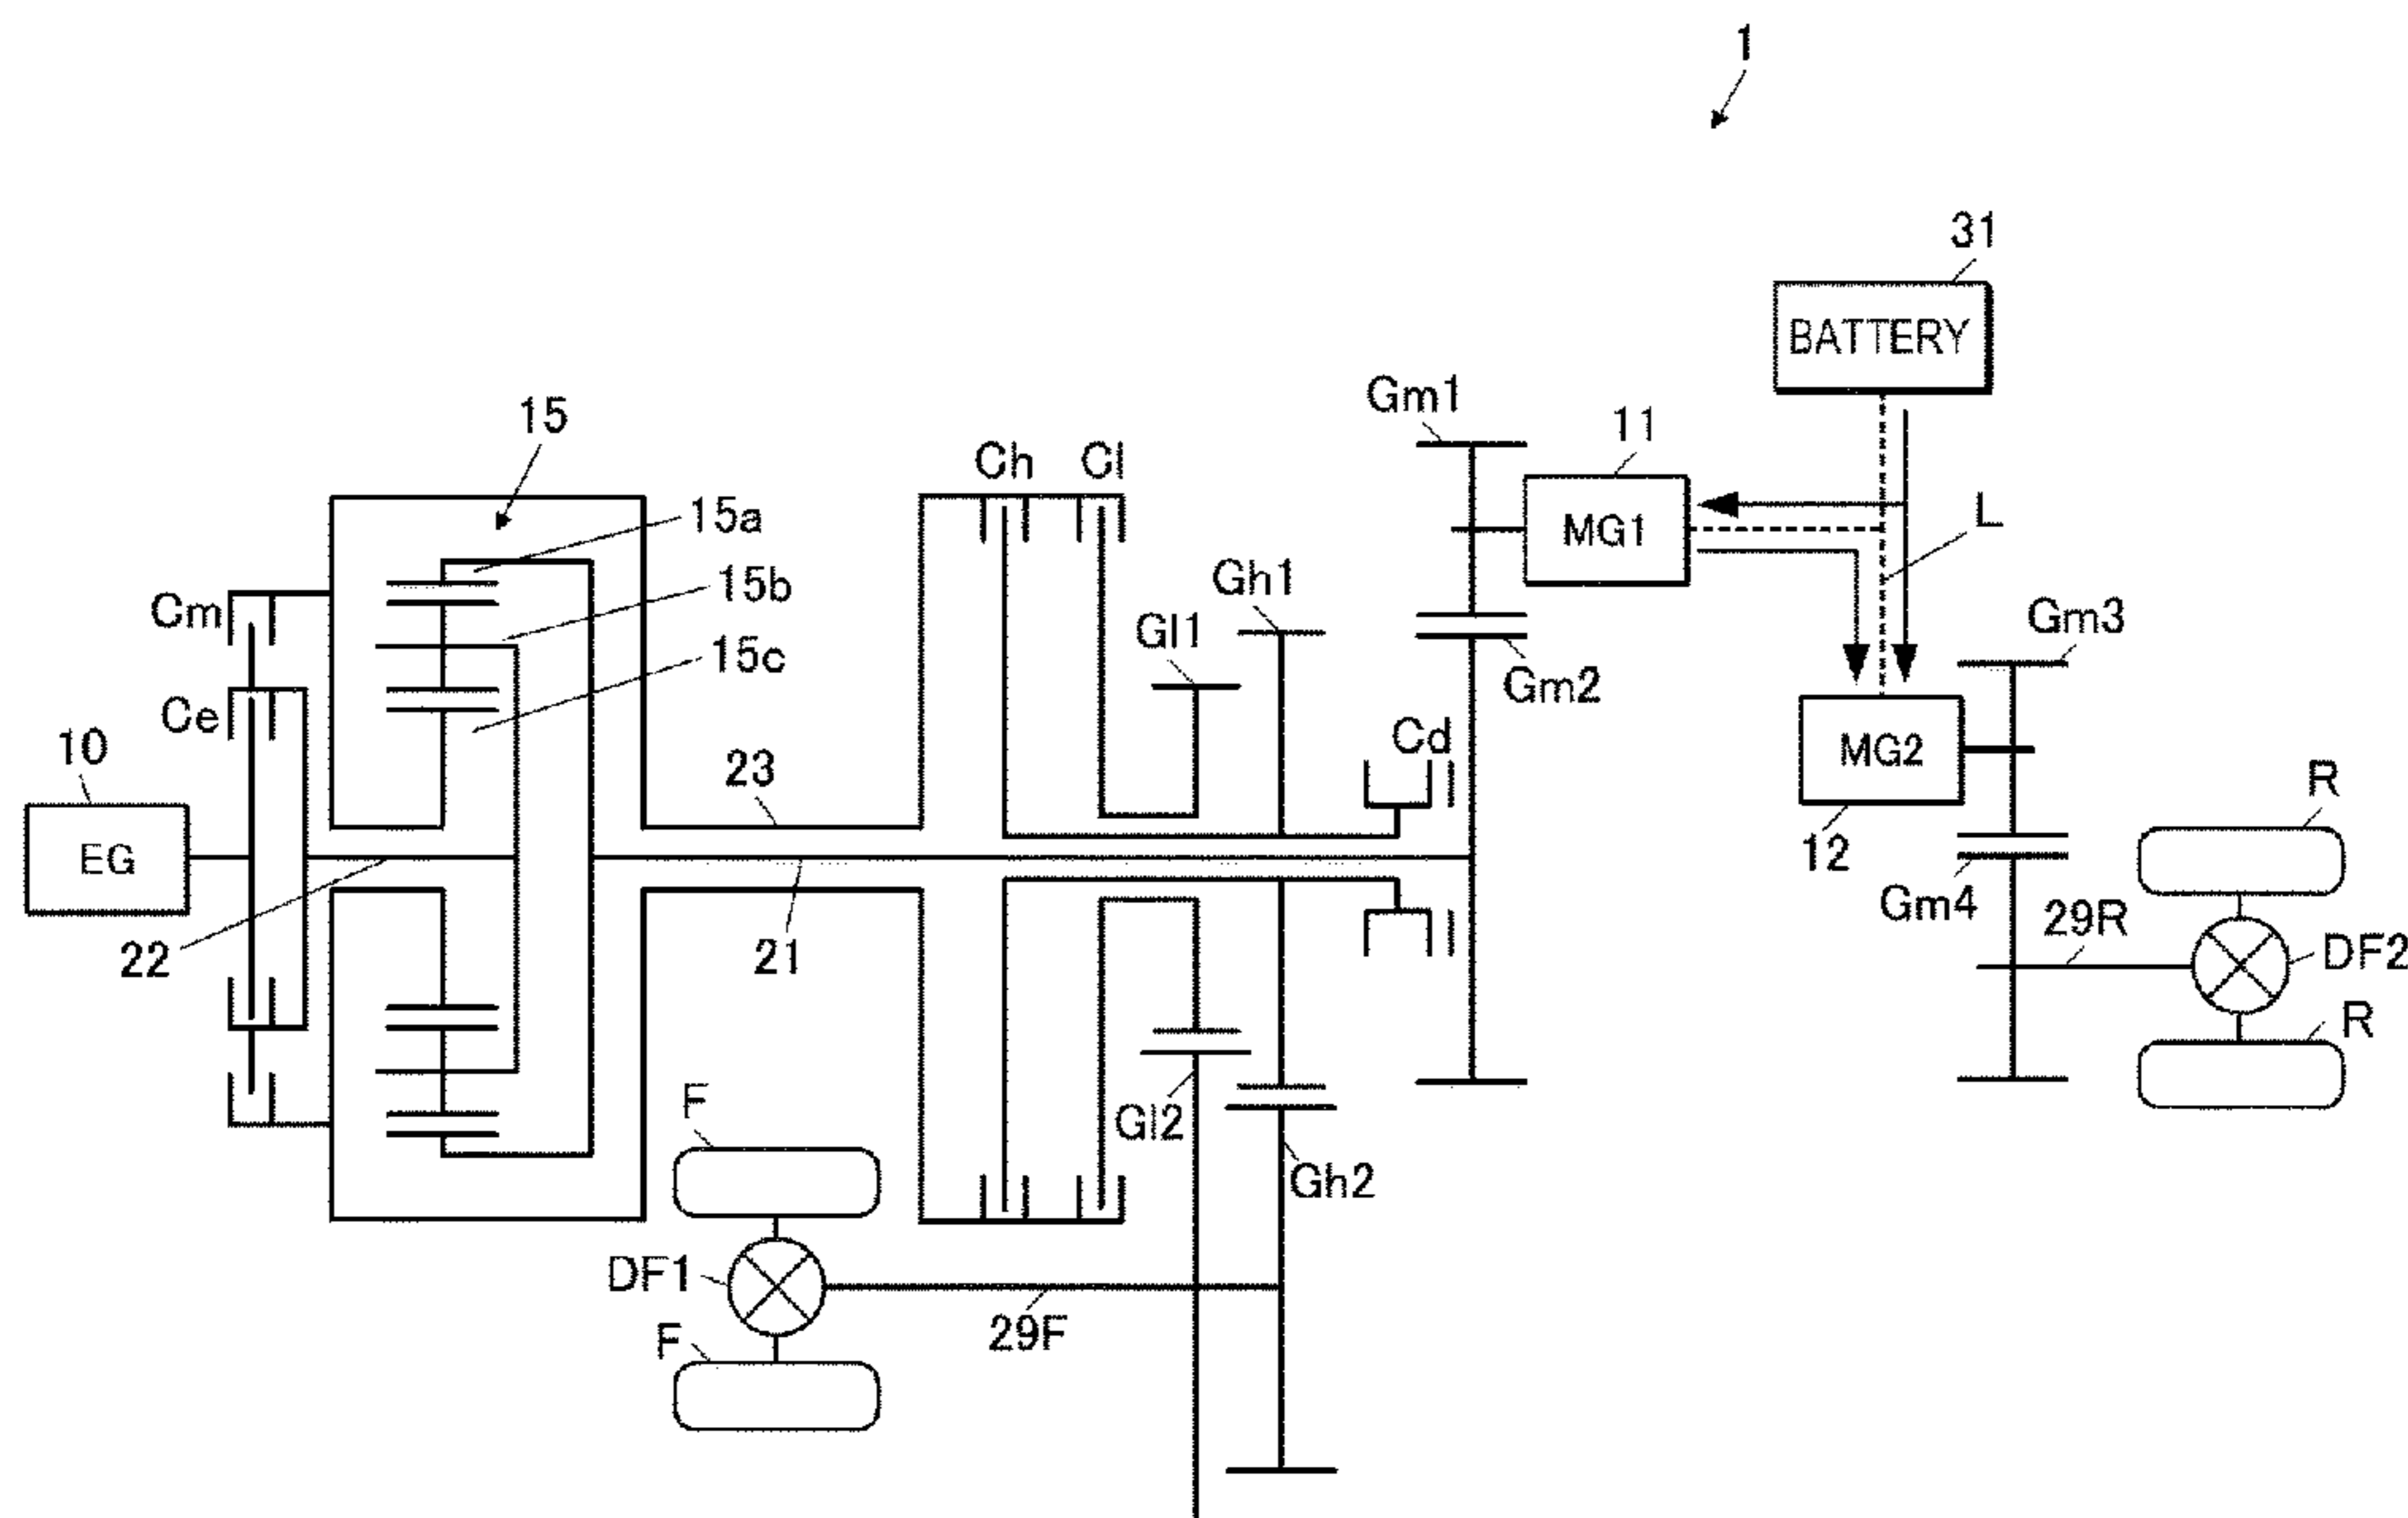 1
31
BATTERY
Gm1
11
15
Ch
Cl
MG1
L
15a
Gh1
15b
Cm
Gl1
Gm3
15c
Gm2
Ce
10
23
Cd
MG2
R
EG
12
Gm4
29R
22
21
DF2
R
F
Gl2
Gh2
DF1
F
29F